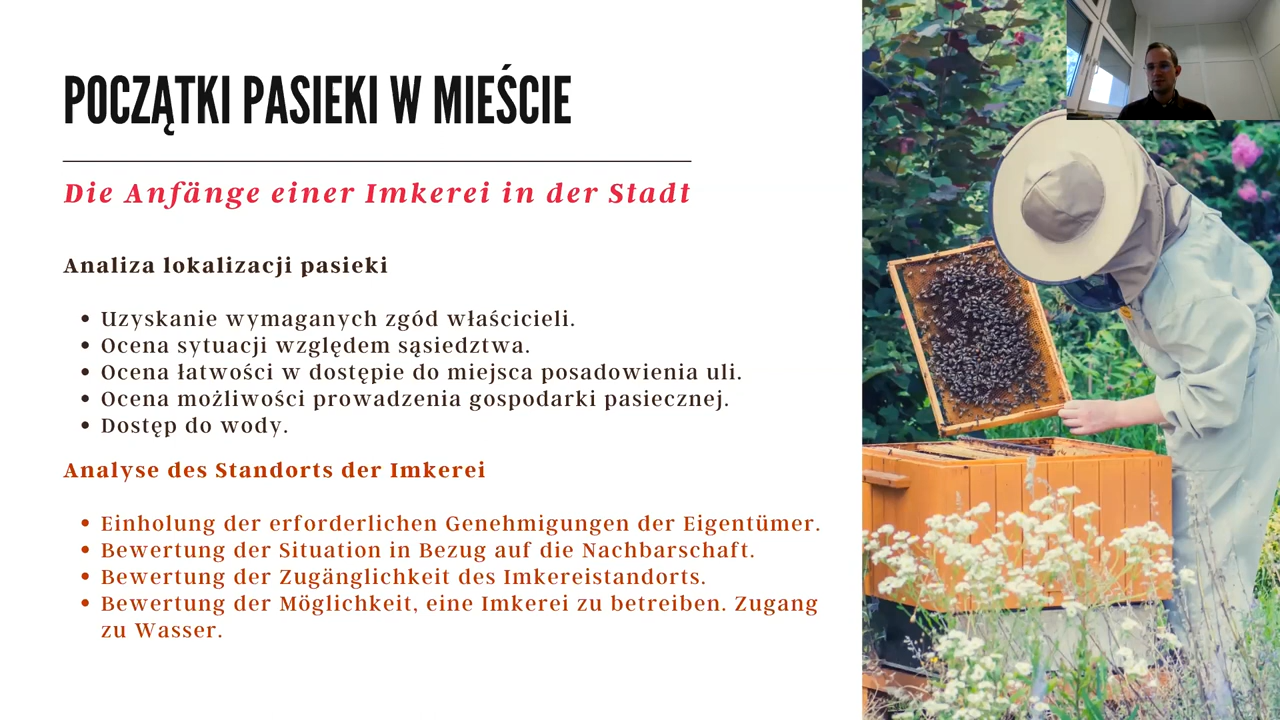 POCZĄTKI PASIEKI W MIEŚCIE
Die Anfänge einer Imkerei in der Stadt
Analiza lokalizacji pasieki
• Uzyskanie wymaganych zgód właścicieli.
• Ocena sytuacji względem sąsiedztwa.
• Ocena łatwości w dostępie do miejsca posadowienia uli.
• Ocena możliwości prowadzenia gospodarki pasiecznej.
• Dostęp do wody.
Analyse des Standorts der Imkerei
• Einholung der erforderlichen Genehmigungen der Eigentümer.
• Bewertung der Situation in Bezug auf die Nachbarschaft.
• Bewertung der Zugänglichkeit des Imkereistandorts.
• Bewertung der Möglichkeit, eine Imkerei zu betreiben. Zugang
zu Wasser.